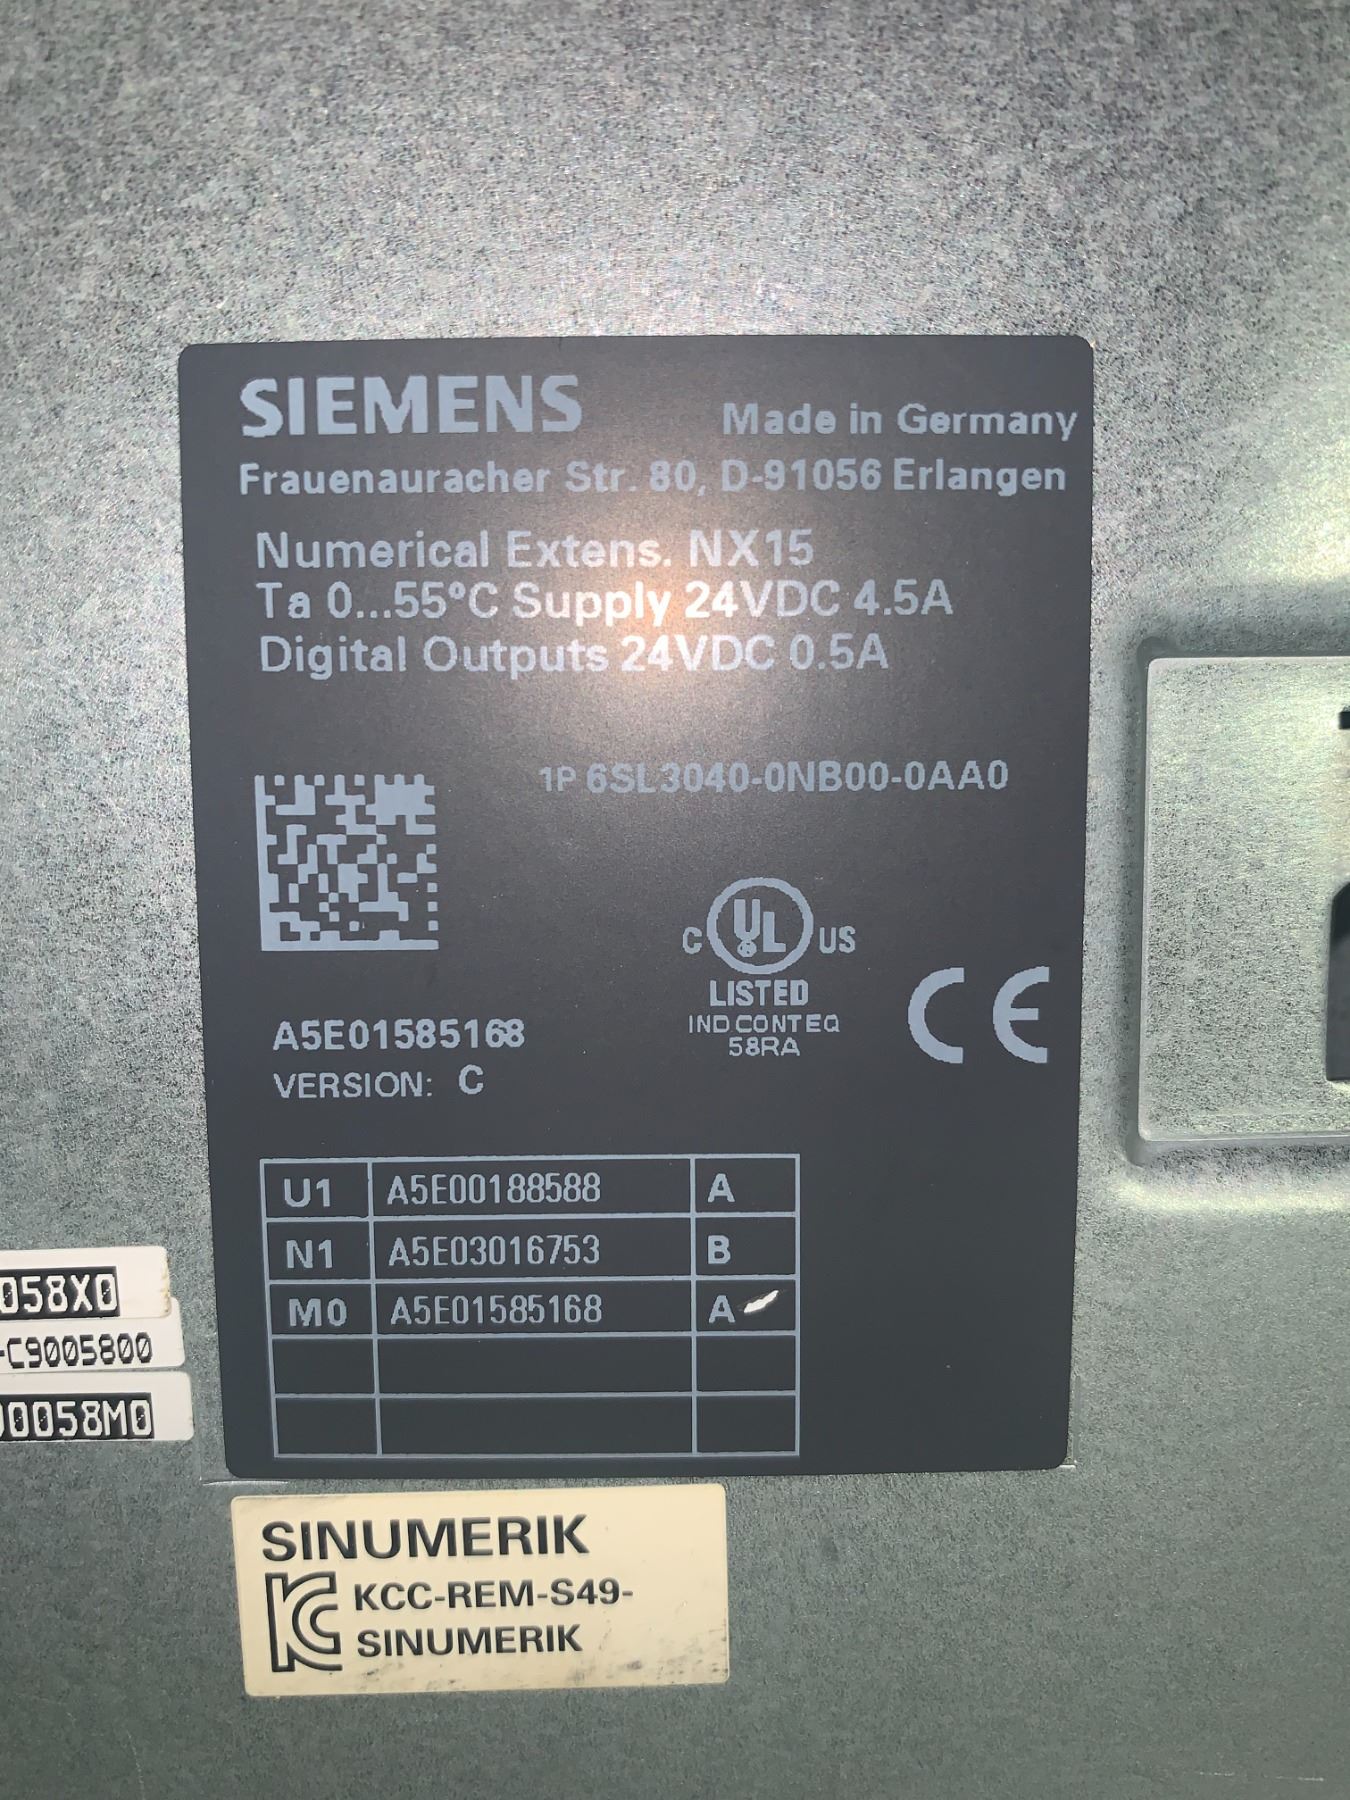 SIEMENS
Made in Germany
Frauenauracher Str. 80, D-91056 Erlangen
Numerical Extens. NX15
Ta 0...55°C Supply 24VDC 4.5A
Digital Outputs 24VDC 0.5A
1P 6SL3040-0NB00-0AA0
C UL US
LISTED
IND CONT EQ
58RA
CE
A5E01585168
VERSION: C
U1 A5E00188588 A
N1 A5E03016753 B
M0 A5E01585168 A
058X0
-C9005800
0058M0
SINUMERIK
KCC-REM-S49-
SINUMERIK